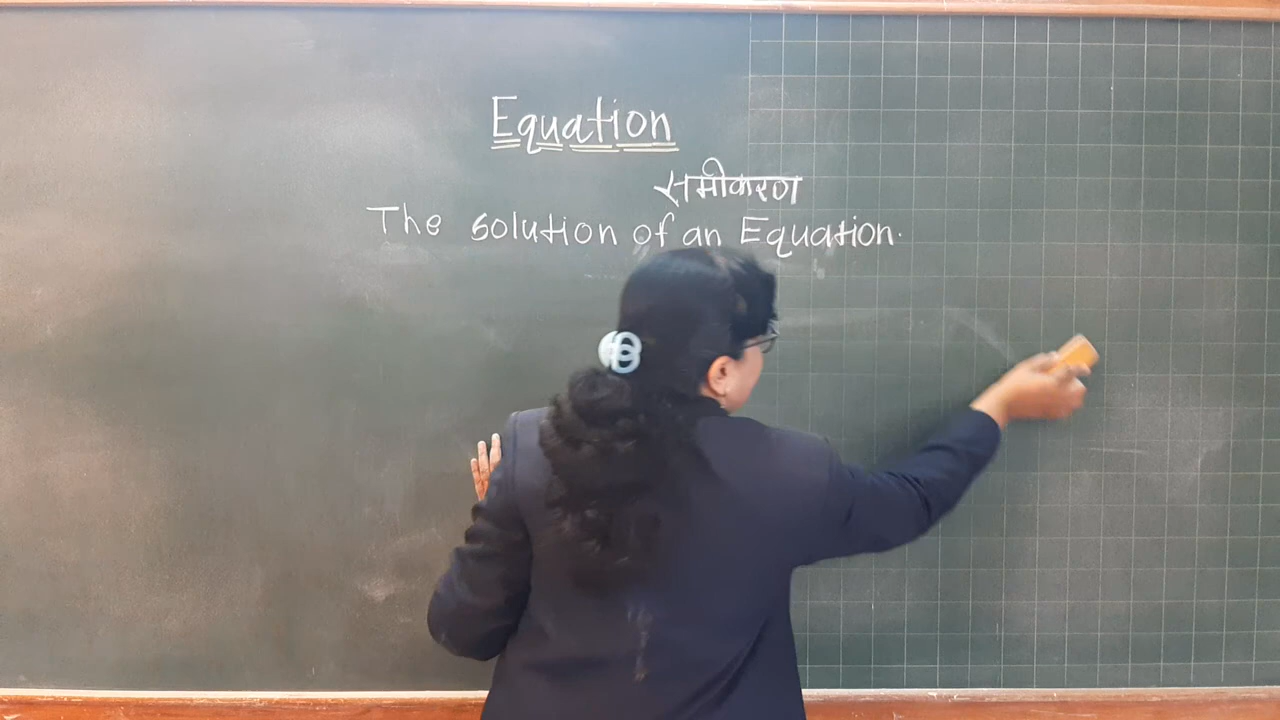 Equation
समीकरण
The solution of an Equation.